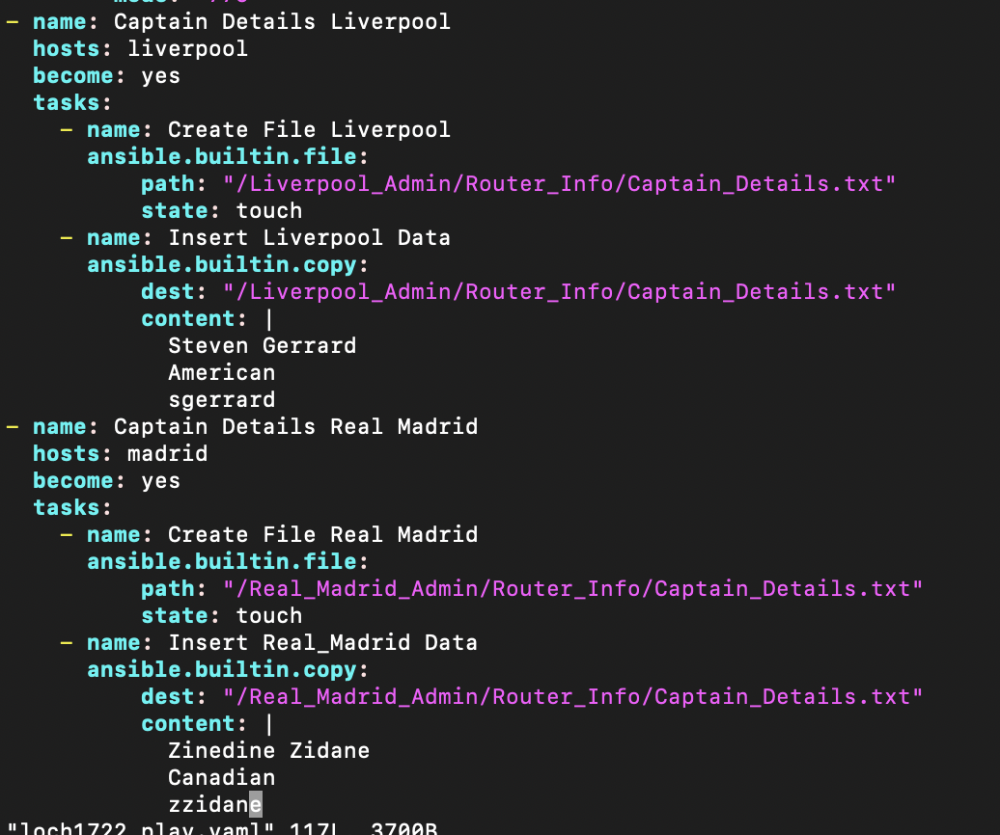 - name: Captain Details Liverpool
  hosts: liverpool
  become: yes
  tasks:
    - name: Create File Liverpool
      ansible.builtin.file:
          path: "/Liverpool_Admin/Router_Info/Captain_Details.txt"
          state: touch
    - name: Insert Liverpool Data
      ansible.builtin.copy:
          dest: "/Liverpool_Admin/Router_Info/Captain_Details.txt"
          content: |
            Steven Gerrard
            American
            sgerrard
- name: Captain Details Real Madrid
  hosts: madrid
  become: yes
  tasks:
    - name: Create File Real Madrid
      ansible.builtin.file:
          path: "/Real_Madrid_Admin/Router_Info/Captain_Details.txt"
          state: touch
    - name: Insert Real_Madrid Data
      ansible.builtin.copy:
          dest: "/Real_Madrid_Admin/Router_Info/Captain_Details.txt"
          content: |
            Zinedine Zidane
            Canadian
            zzidane
"loch1722_play.yaml" 117L, 3700B